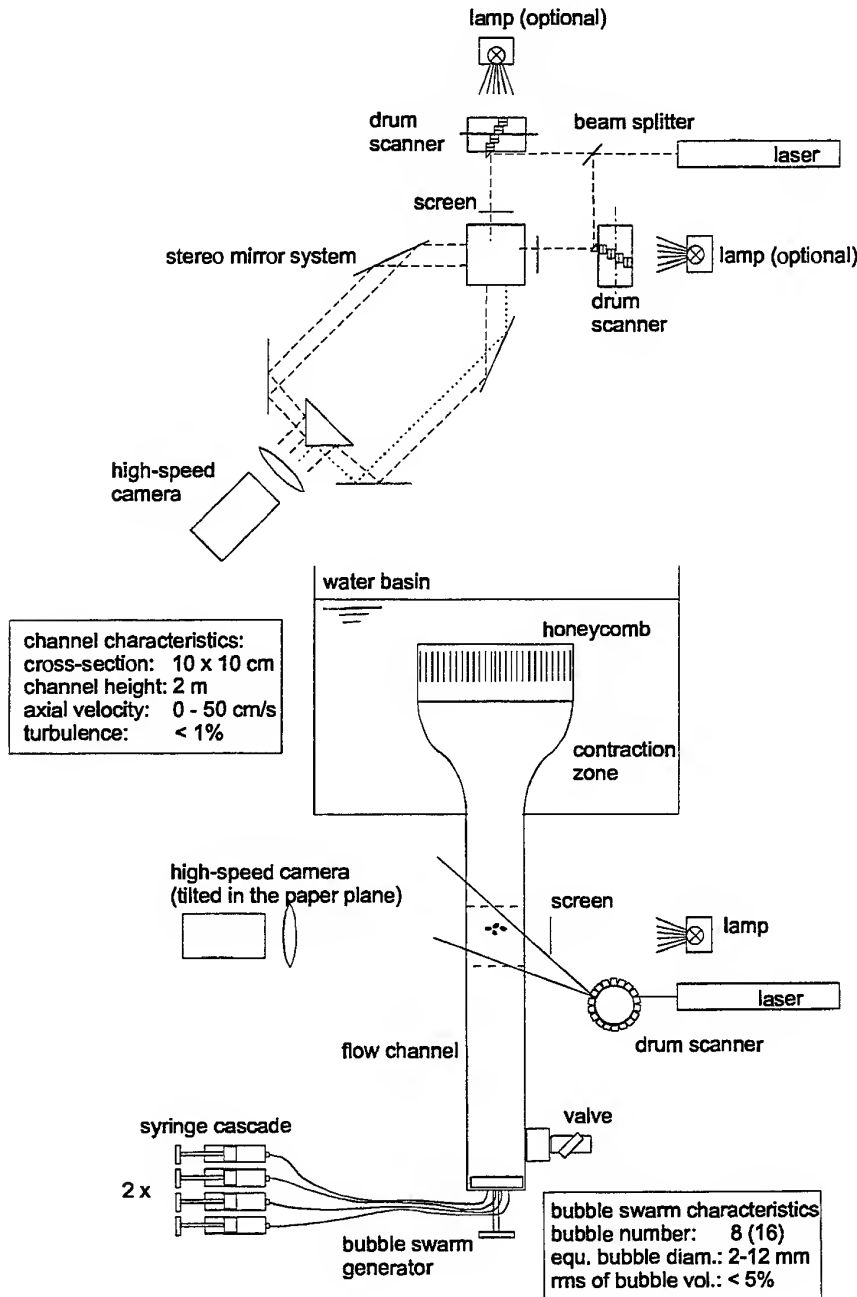 lamp (optional)
drum
scanner
beam splitter
laser
screen
stereo mirror system
lamp (optional)
drum
scanner
high-speed
camera
water basin
honeycomb
channel characteristics:
cross-section: 10 x 10 cm
channel height: 2 m
axial velocity: 0 - 50 cm/s
turbulence: < 1%
contraction
zone
high-speed camera
(tilted in the paper plane)
screen
lamp
laser
drum scanner
flow channel
valve
syringe cascade
2 x
bubble swarm
generator
bubble swarm characteristics
bubble number: 8 (16)
equ. bubble diam.: 2-12 mm
rms of bubble vol.: < 5%